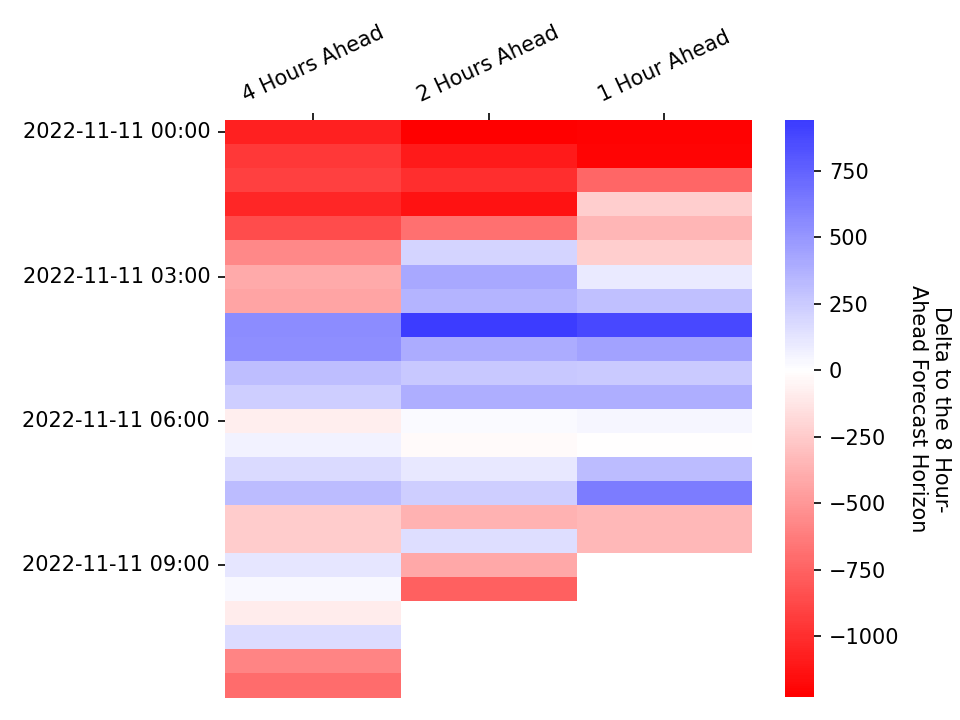 4 Hours Ahead
2 Hours Ahead
1 Hour Ahead
2022-11-11 00:00
2022-11-11 03:00
2022-11-11 06:00
2022-11-11 09:00
750
500
250
0
−250
−500
−750
−1000
Delta to the 8 Hour-
Ahead Forecast Horizon